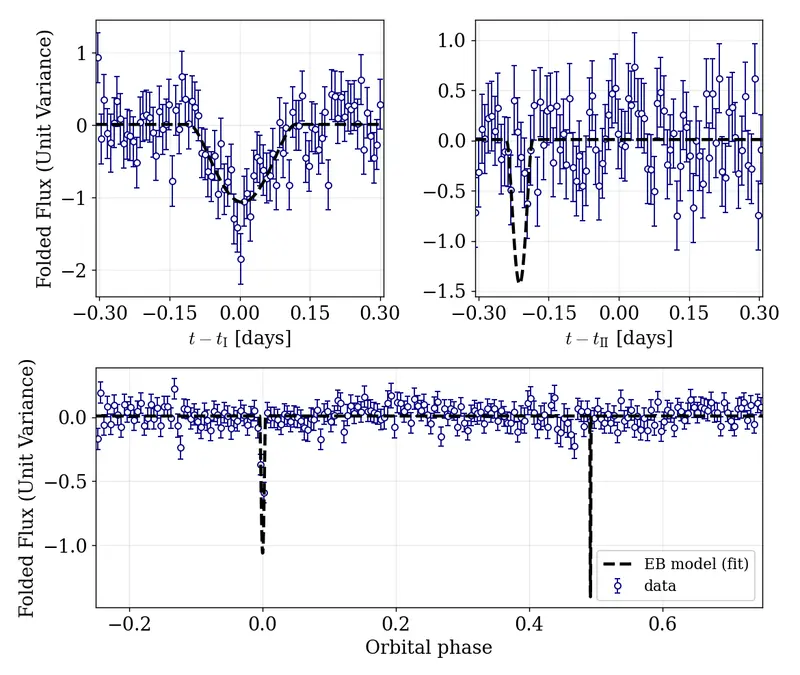 Folded Flux (Unit Variance)
1
0
−1
−2
−0.30 −0.15 0.00 0.15 0.30
t − tI [days]
1.0
0.5
0.0
−0.5
−1.0
−1.5
−0.30 −0.15 0.00 0.15 0.30
t − tII [days]
Folded Flux (Unit Variance)
0.0
−0.5
−1.0
−0.2 0.0 0.2 0.4 0.6
Orbital phase
EB model (fit)
data